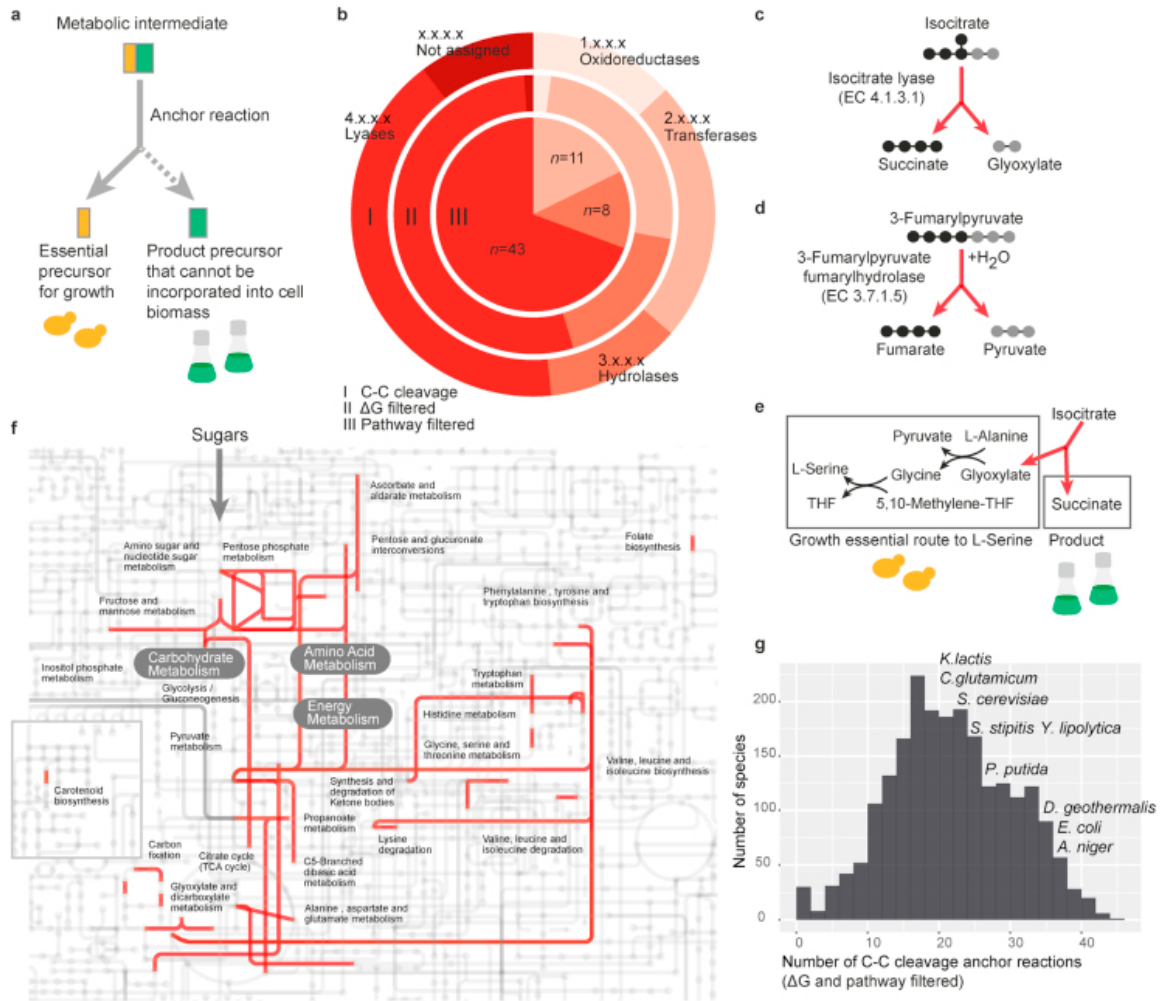 a
Metabolic intermediate
Anchor reaction
Essential
precursor
for growth
Product precursor
that cannot be
incorporated into cell
biomass
b
x.x.x.x
Not assigned
1.x.x.x
Oxidoreductases
2.x.x.x
Transferases
4.x.x.x
Lyases
n=11
n=8
I
II
III
n=43
3.x.x.x
Hydrolases
I C-C cleavage
II ΔG filtered
III Pathway filtered
c
Isocitrate
Isocitrate lyase
(EC 4.1.3.1)
Succinate
Glyoxylate
d
3-Fumarylpyruvate
+H2O
3-Fumarylpyruvate
fumarylhydrolase
(EC 3.7.1.5)
Fumarate
Pyruvate
e
Isocitrate
Pyruvate
L-Alanine
L-Serine
Glycine
Glyoxylate
THF
5,10-Methylene-THF
Succinate
Growth essential route to L-Serine
Product
f
Sugars
Ascorbate and
aldarate metabolism
Amino sugar and
nucleotide sugar
metabolism
Pentose phosphate
metabolism
Pentose and glucuronate
interconversions
Folate
biosynthesis
Fructose and
mannose metabolism
Phenylalanine , tyrosine and
tryptophan biosynthesis
Inositol phosphate
metabolism
Carbohydrate
Metabolism
Amino Acid
Metabolism
Glycolysis /
Gluconeogenesis
Tryptophan
metabolism
Energy
Metabolism
Histidine metabolism
Pyruvate
metabolism
Glycine, serine and
threonine metabolism
Valine, leucine and
isoleucine biosynthesis
Carotenoid
biosynthesis
Synthesis and
degradation of
Ketone bodies
Propanoate
metabolism
Lysine
degradation
Valine, leucine and
isoleucine degradation
Carbon
fixation
Citrate cycle
(TCA cycle)
C5-Branched
dibasic acid
metabolism
Glyoxylate and
dicarboxylate
metabolism
Alanine , aspartate and
glutamate metabolism
g
K.lactis
C.glutamicum
S. cerevisiae
S. stipitis Y. lipolytica
P. putida
D. geothermalis
E. coli
A. niger
Number of species
200
150
100
50
0
0 10 20 30 40
Number of C-C cleavage anchor reactions
(ΔG and pathway filtered)